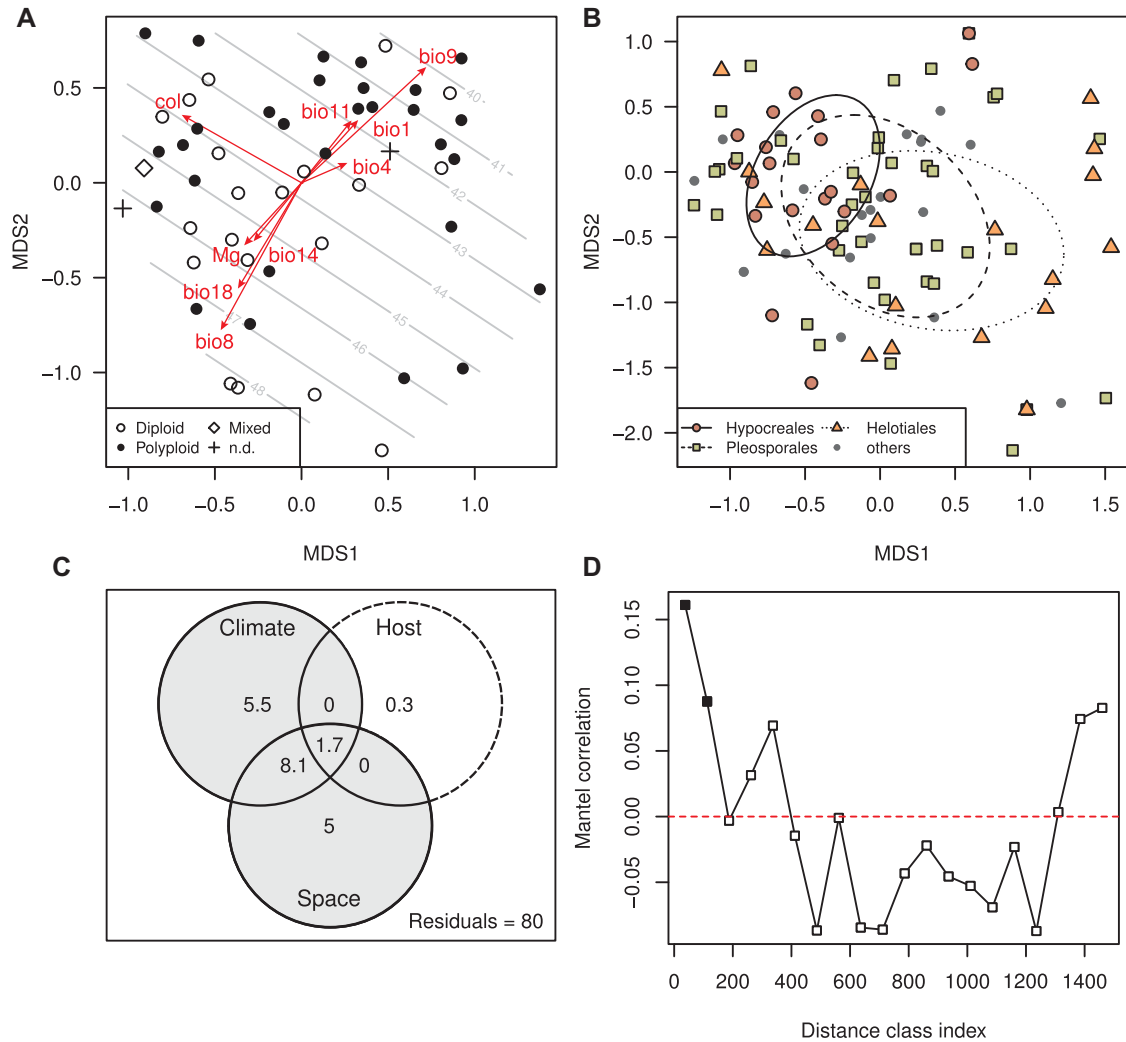 A
0.5
0.0
−0.5
−1.0
MDS2
bio9
col
bio11
bio1
bio4
Mg
bio14
bio18
bio8
40
41
42
43
44
45
46
47
48
Diploid
Polyploid
Mixed
n.d.
−1.0 −0.5 0.0 0.5 1.0
MDS1
B
1.0
0.5
0.0
−0.5
−1.0
−1.5
−2.0
MDS2
Hypocreales
Pleosporales
Helotiales
others
−1.0 −0.5 0.0 0.5 1.0 1.5
MDS1
C
Climate
Host
5.5
0
0.3
1.7
8.1
0
5
Space
Residuals = 80
D
0.15
0.10
0.05
0.00
−0.05
Mantel correlation
0 200 400 600 800 1000 1200 1400
Distance class index